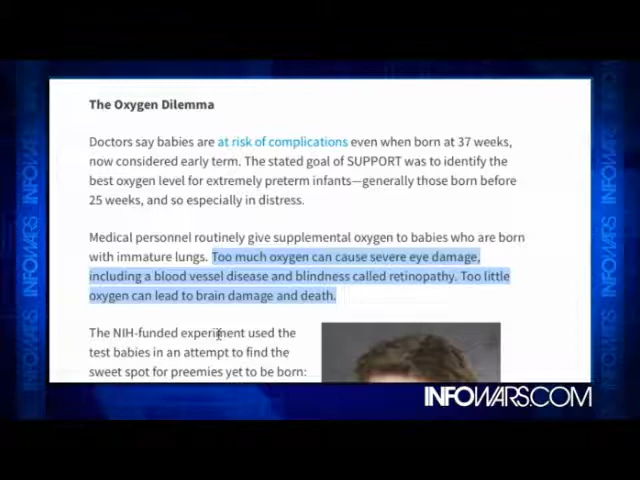 The Oxygen Dilemma
Doctors say babies are at risk of complications even when born at 37 weeks,
now considered early term. The stated goal of SUPPORT was to identify the
best oxygen level for extremely preterm infants—generally those born before
25 weeks, and so especially in distress.
Medical personnel routinely give supplemental oxygen to babies who are born
with immature lungs. Too much oxygen can cause severe eye damage,
including a blood vessel disease and blindness called retinopathy. Too little
oxygen can lead to brain damage and death.
The NIH-funded experiment used the
test babies in an attempt to find the
sweet spot for preemies yet to be born:
INFOWARS.COM
INFOWARS
INFOWARS
INFOWARS
INFOWARS